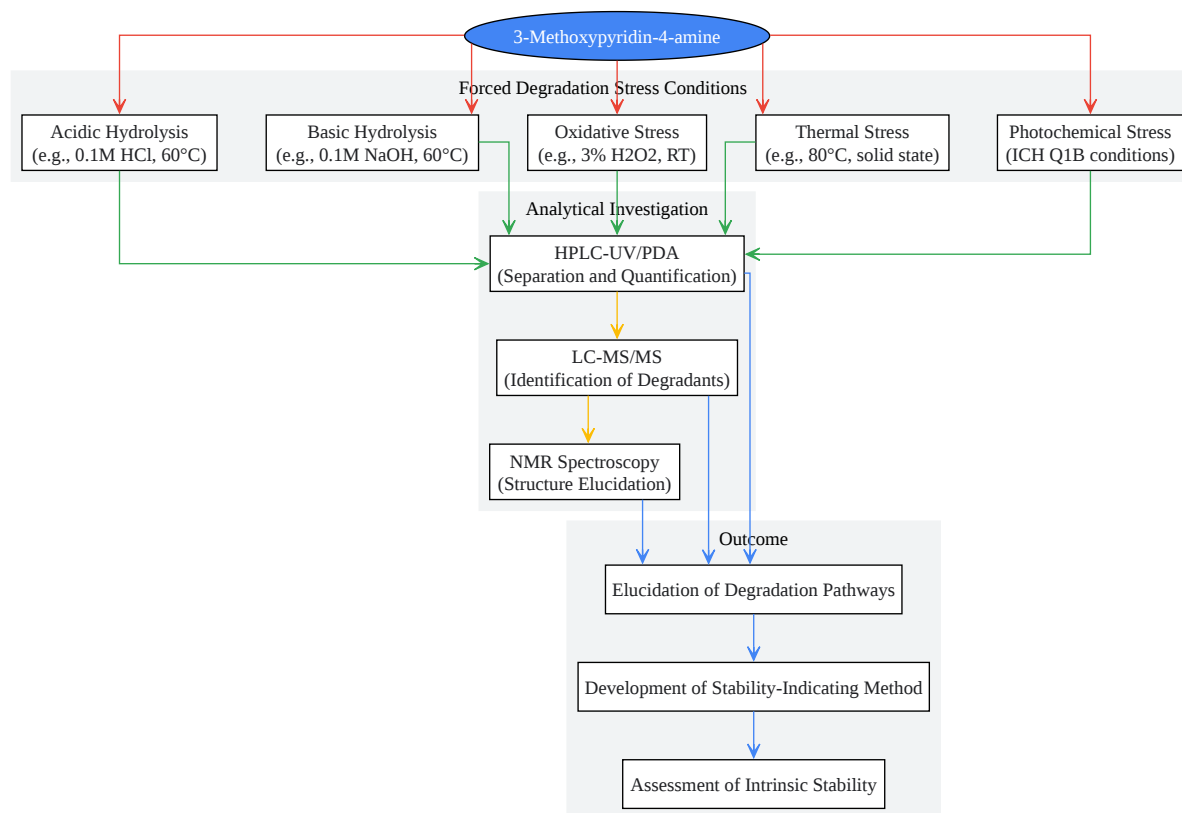 3-Methoxypyridin-4-amine
Forced Degradation Stress Conditions
Acidic Hydrolysis
(e.g., 0.1M HCl, 60°C)
Basic Hydrolysis
(e.g., 0.1M NaOH, 60°C)
Oxidative Stress
(e.g., 3% H2O2, RT)
Thermal Stress
(e.g., 80°C, solid state)
Photochemical Stress
(ICH Q1B conditions)
Analytical Investigation
HPLC-UV/PDA
(Separation and Quantification)
LC-MS/MS
(Identification of Degradants)
NMR Spectroscopy
(Structure Elucidation)
Outcome
Elucidation of Degradation Pathways
Development of Stability-Indicating Method
Assessment of Intrinsic Stability